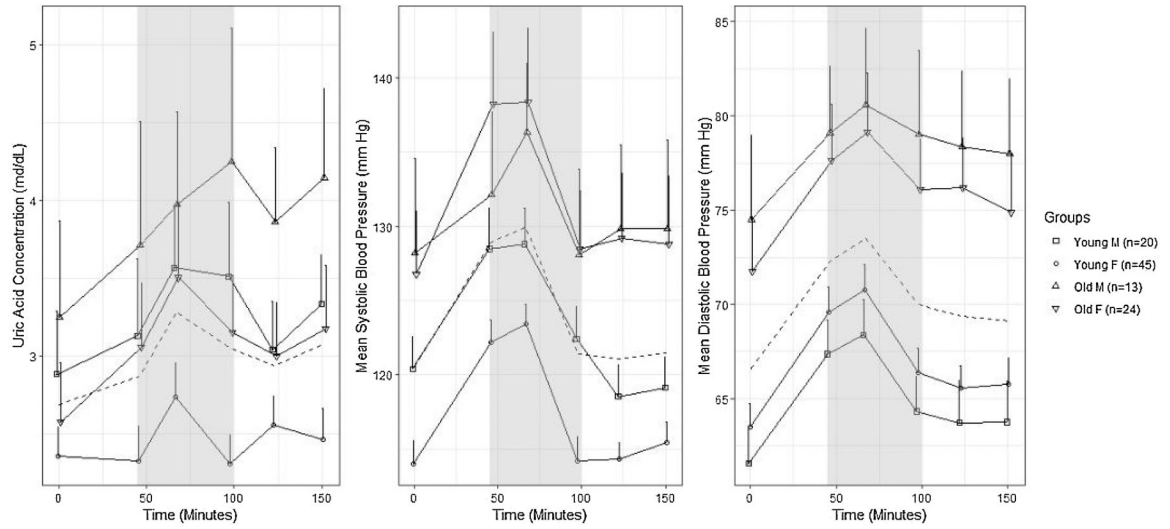 Uric Acid Concentration (md/dL)
5
4
3
0
50
100
150
Time (Minutes)
Mean Systolic Blood Pressure (mm Hg)
140
130
120
0
50
100
150
Time (Minutes)
Mean Diastolic Blood Pressure (mm Hg)
85
80
75
70
65
0
50
100
150
Time (Minutes)
Groups
Young M (n=20)
Young F (n=45)
Old M (n=13)
Old F (n=24)